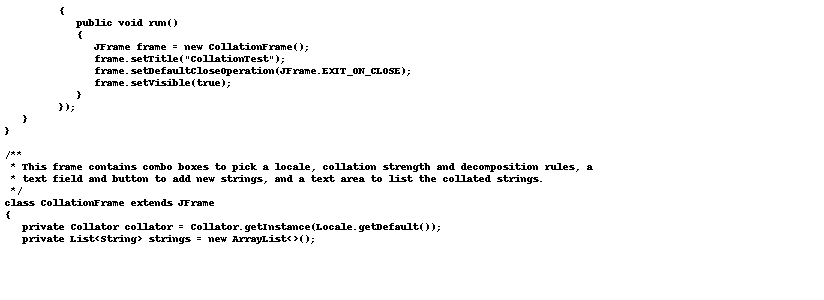 {
            public void run()
            {
               JFrame frame = new CollationFrame();
               frame.setTitle("CollationTest");
               frame.setDefaultCloseOperation(JFrame.EXIT_ON_CLOSE);
               frame.setVisible(true);
            }
         });
   }
}

/**
 * This frame contains combo boxes to pick a locale, collation strength and decomposition rules, a
 * text field and button to add new strings, and a text area to list the collated strings.
 */
class CollationFrame extends JFrame
{
   private Collator collator = Collator.getInstance(Locale.getDefault());
   private List<String> strings = new ArrayList<>();